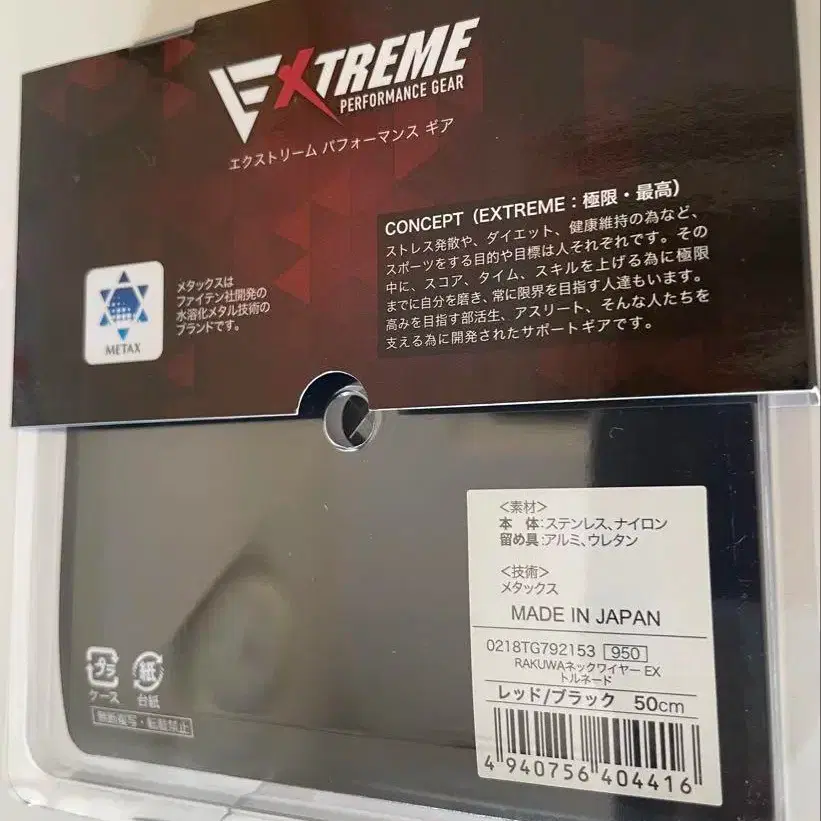 EXTREME
PERFORMANCE GEAR
エクストリーム パフォーマンス ギア
CONCEPT（EXTREME：極限・最高）
ストレス発散や、ダイエット、健康維持の為など、
スポーツをする目的や目標は人それぞれです。その
中に、スコア、タイム、スキルを上げる為に極限
までに自分を磨き、常に限界を目指す人達もいます。
高みを目指す部活生、アスリート、そんな人たちを
支える為に開発されたサポートギアです。
METAX
メタックスは
ファイテン社開発の
水溶化メタル技術の
ブランドです。
＜素材＞
本　体:ステンレス、ナイロン
留め具:アルミ、ウレタン
＜技術＞
メタックス
MADE IN JAPAN
0218TG792153 950
RAKUWAネックワイヤー EX
トルネード
レッド/ブラック 50cm
4 940756 404416
プラ
ケース
紙
台紙
無断複写・転載禁止